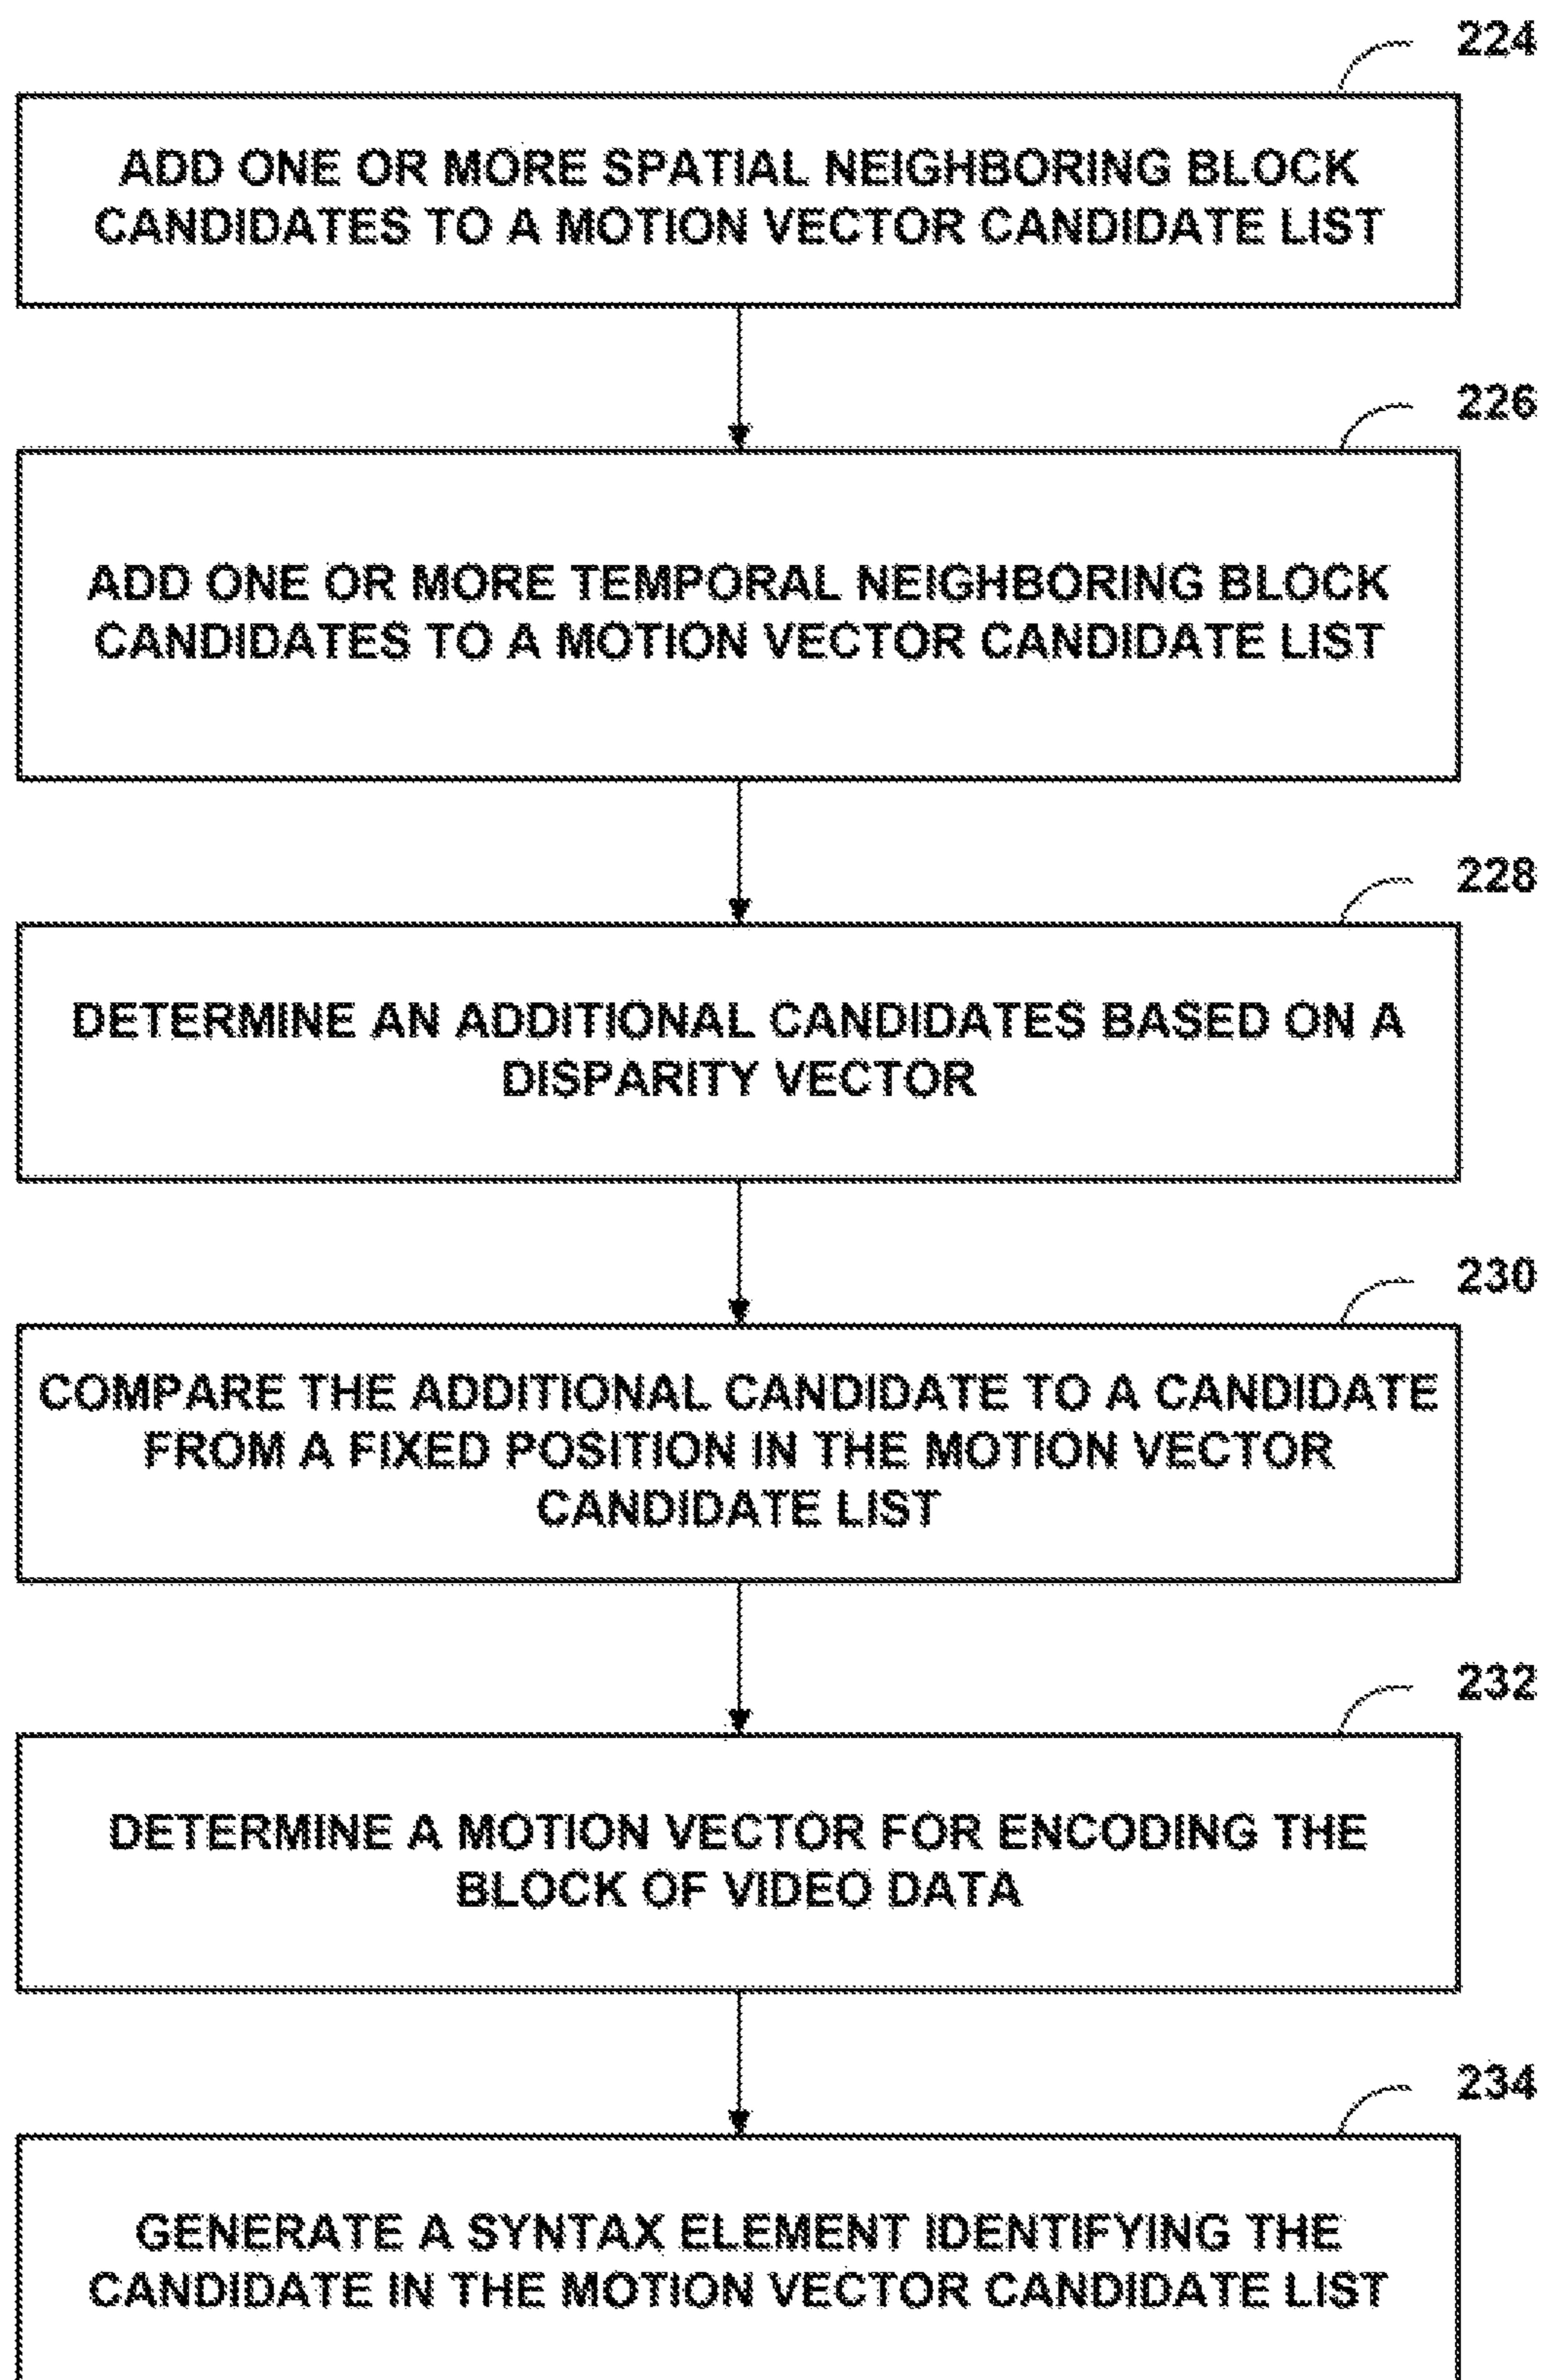 224
ADD ONE OR MORE SPATIAL NEIGHBORING BLOCK
CANDIDATES TO A MOTION VECTOR CANDIDATE LIST
226
ADD ONE OR MORE TEMPORAL NEIGHBORING BLOCK
CANDIDATES TO A MOTION VECTOR CANDIDATE LIST
228
DETERMINE AN ADDITIONAL CANDIDATES BASED ON A
DISPARITY VECTOR
230
COMPARE THE ADDITIONAL CANDIDATE TO A CANDIDATE
FROM A FIXED POSITION IN THE MOTION VECTOR
CANDIDATE LIST
232
DETERMINE A MOTION VECTOR FOR ENCODING THE
BLOCK OF VIDEO DATA
234
GENERATE A SYNTAX ELEMENT IDENTIFYING THE
CANDIDATE IN THE MOTION VECTOR CANDIDATE LIST